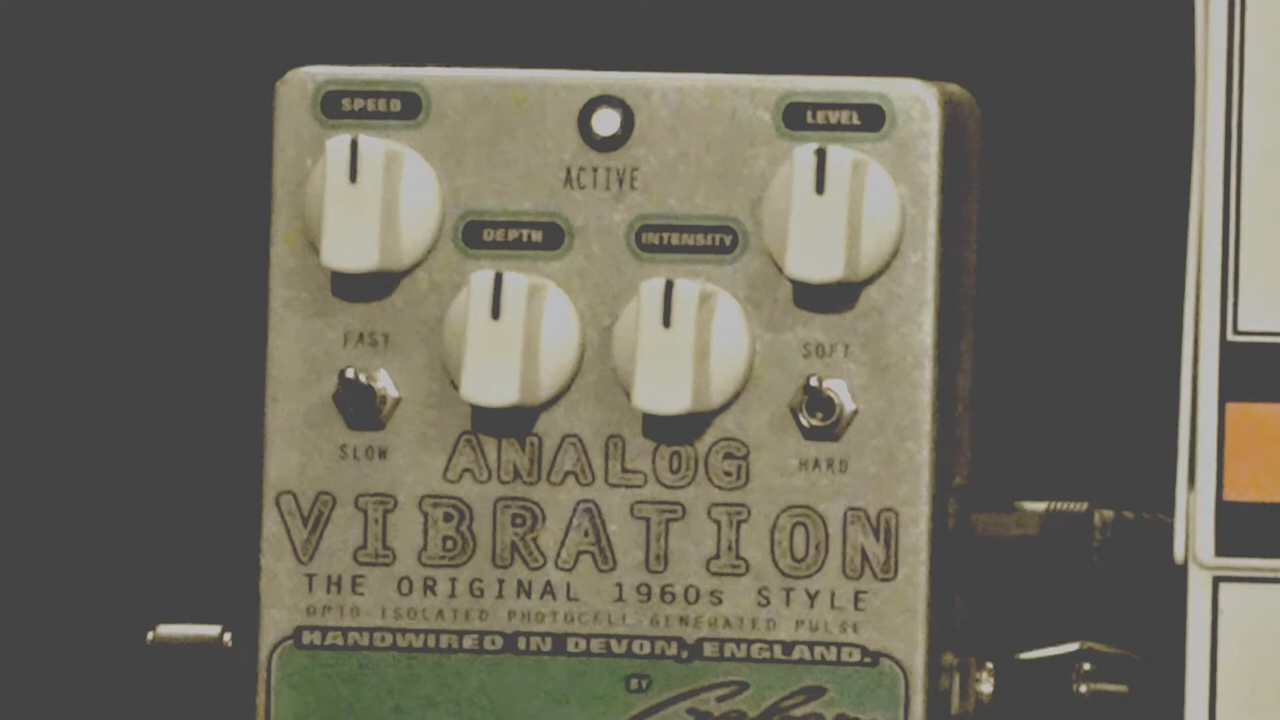 SPEED
LEVEL
ACTIVE
DEPTH
INTENSITY
FAST
SOFT
SLOW
HARD
ANALOG
VIBRATION
THE ORIGINAL 1960s STYLE
OPTO-ISOLATED PHOTOCELL-GENERATED PULSE
HANDWIRED IN DEVON, ENGLAND.
BY